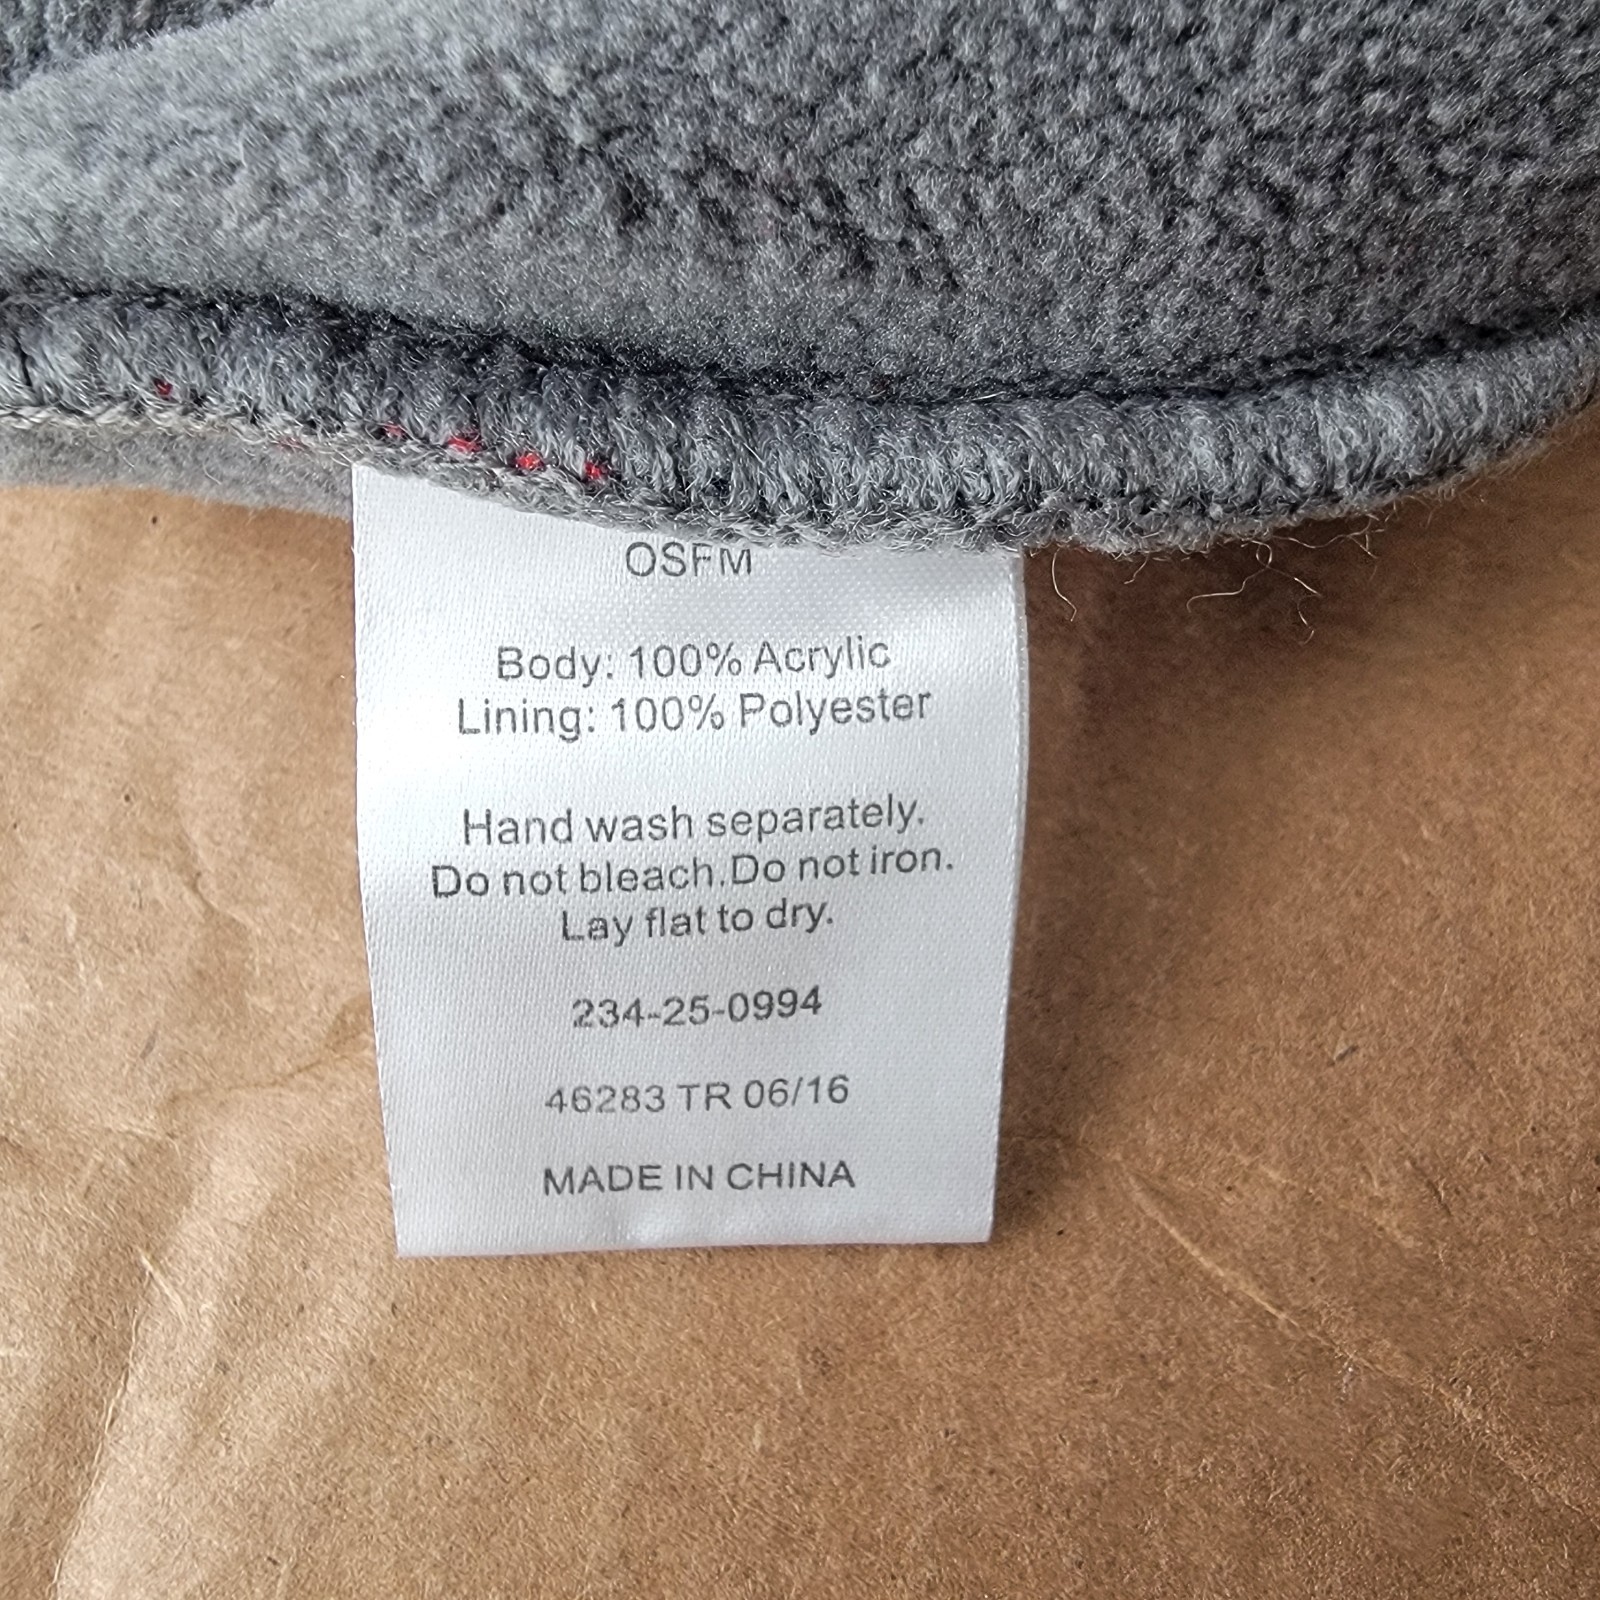 OSFM
Body: 100% Acrylic
Lining: 100% Polyester
Hand wash separately.
Do not bleach.Do not iron.
Lay flat to dry.
234-25-0994
46283 TR 06/16
MADE IN CHINA